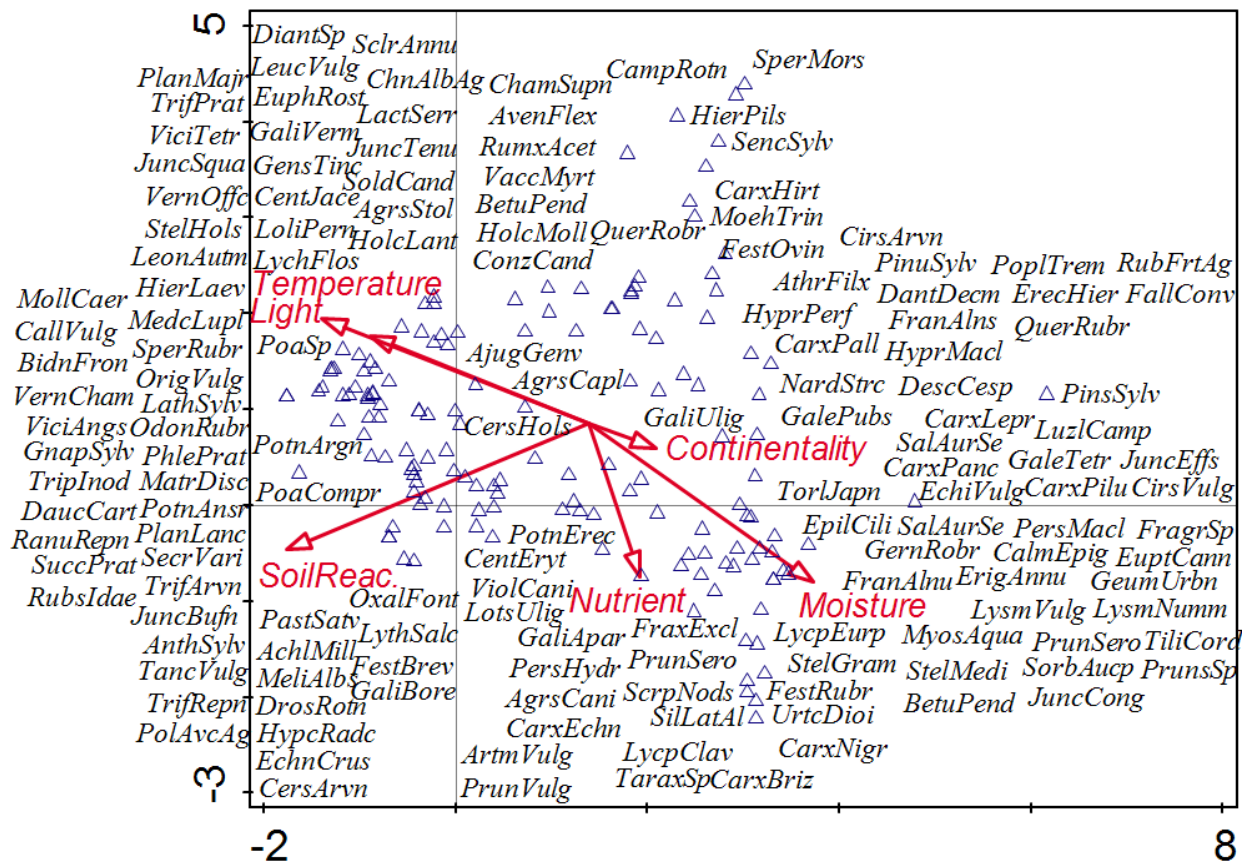 5
DiantSp SclrAnnu
LeucVulg CampRotn SperMors
PlanMajr ChnAlbAg ChamSupn
TrifPrat EuphRost
LactSerr AvenFlex HierPils
ViciTetr GaliVerm
JuncTenu RumxAcet SencSylv
JuncSqua GensTinc
SoldCand VaccMyrt
VernOffc CentJace CarxHirt
AgrsStol BetuPend MoehTrin
StelHols LoliPern
HolcLant HolcMoll QuerRobr CirsArvn
LeonAutm LychFlos ConzCand FestOvin PinuSylv PoplTrem RubFrtAg
Temperature AthrFilx
MollCaer HierLaev DantDecm ErecHier FallConv
Light HyprPerf
CallVulg MedcLupl FranAlns QuerRubr
BidnFron SperRubr PoaSp AjugGenv CarxPall HyprMacl
VernCham OrigVulg AgrsCapl NardStrc DescCesp PinsSylv
LathSylv
ViciAngs OdonRubr CersHols GaliUlig GalePubs CarxLepr LuzlCamp
PotnArgn Continentality SalAurSe
GnapSylv PhlePrat CarxPanc GaleTetr JuncEffs
TripInod MatrDisc PoaCompr TorlJapn EchiVulg CarxPilu CirsVulg
DaucCart PotnAnsr
RanuRepn PlanLanc PotnErec EpilCili SalAurSe PersMacl FragrSp
SuccPrat SecrVari CentEryt GernRobr CalmEpig EuptCann
SoilReac.
RubsIdae TrifArvn ViolCani FranAlnu ErigAnnu GeumUrbn
OxalFont Nutrient Moisture
JuncBufn PastSatv LotsUlig LysmVulg LysmNumm
AnthSylv LythSalc GaliApar FraxExcl LycpEurp MyosAqua PrunSero TiliCord
AchlMill
TancVulg MeliAlbs FestBrev PersHydr PrunSero StelGram StelMedi SorbAucp PrunsSp
TrifRepn DrosRotn GaliBore AgrsCani ScrpNods FestRubr BetuPend JuncCong
PolAvcAg HypcRadc CarxEchn SilLatAl UrtcDioi
EchnCrus ArtmVulg LycpClav CarxNigr
CersArvn PrunVulg TaraxSp CarxBriz
-3
-2 8